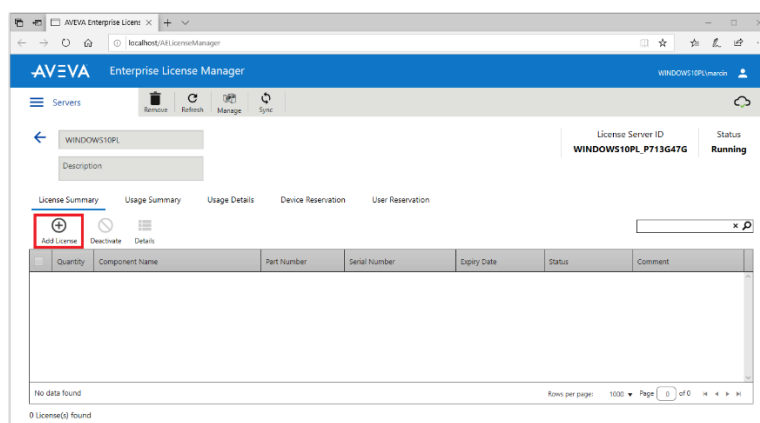 AVEVA Enterprise Licens
localhost/AELicenseManager
AVEVA Enterprise License Manager WINDOWS10PL\marcin
Servers Remove Refresh Manage Sync
WINDOWS10PL License Server ID Status
WINDOWS10PL_P713G47G Running
Description
License Summary Usage Summary Usage Details Device Reservation User Reservation
Add License Deactivate Details
Quantity Component Name Part Number Serial Number Expiry Date Status Comment
No data found Rows per page: 1000 Page 0 of 0
0 License(s) found